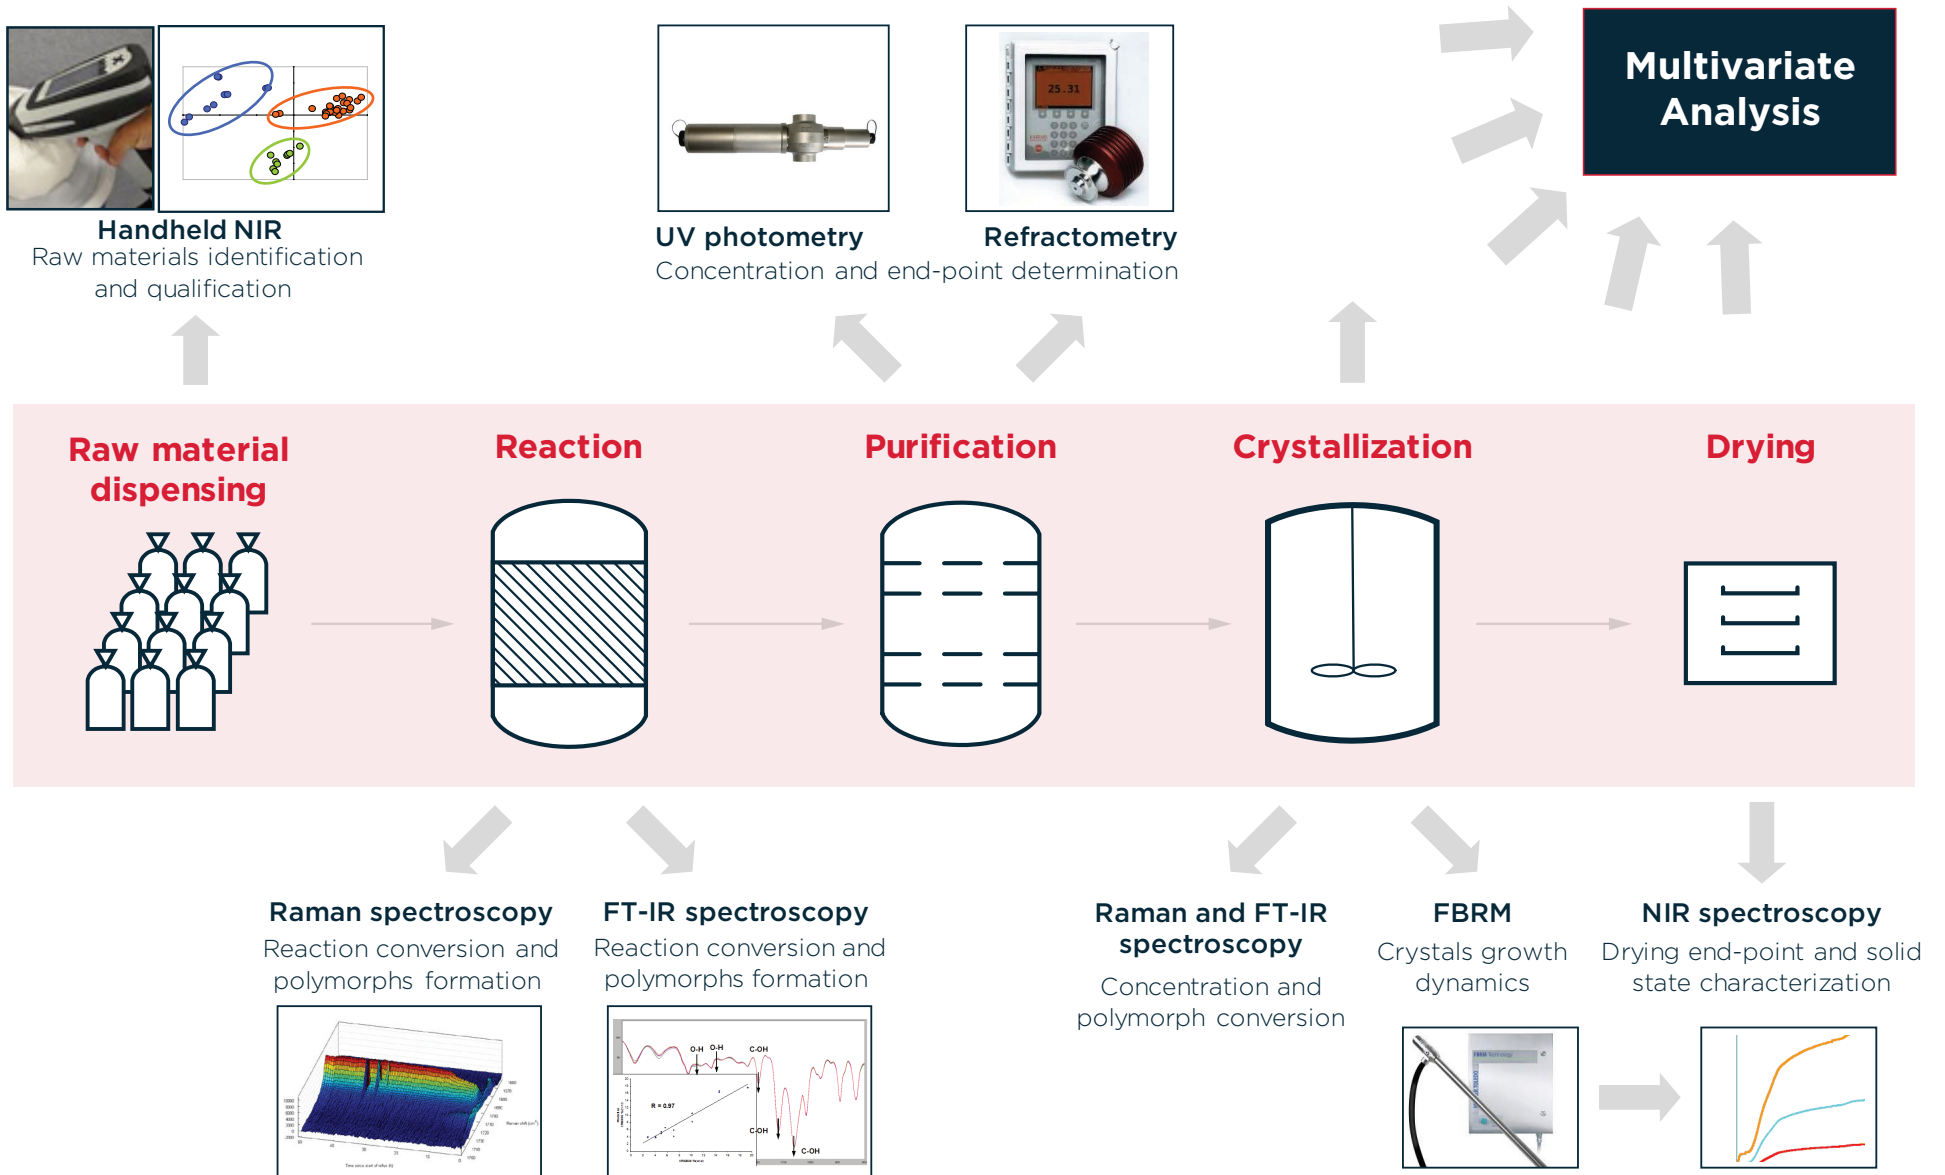 Multivariate
Analysis
25.31
Handheld NIR
Raw materials identification
and qualification
UV photometry
Refractometry
Concentration and end-point determination
Raw material
dispensing
Reaction
Purification
Crystallization
Drying
Raman spectroscopy
Reaction conversion and
polymorphs formation
FT-IR spectroscopy
Reaction conversion and
polymorphs formation
Raman and FT-IR
spectroscopy
Concentration and
polymorph conversion
FBRM
Crystals growth
dynamics
NIR spectroscopy
Drying end-point and solid
state characterization
O-H
O-H
C-OH
C-OH
C-OH
R = 0.97
FBRM